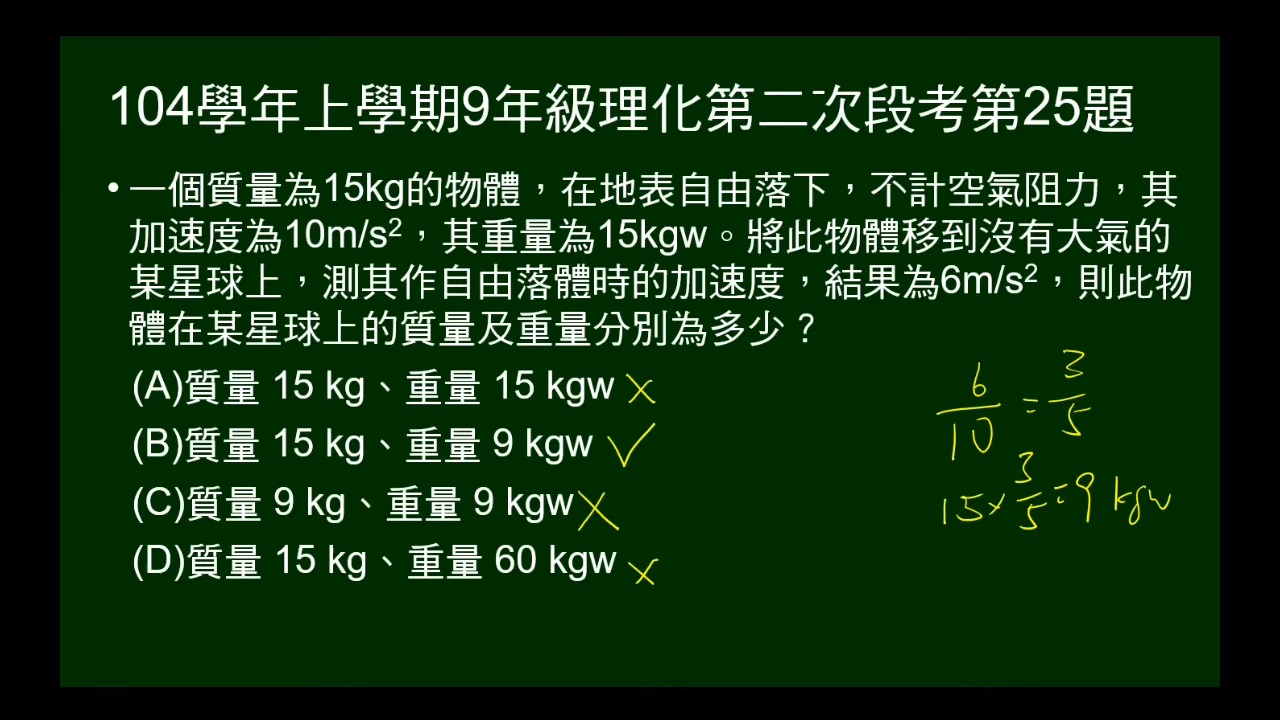 104學年上學期9年級理化第二次段考第25題
•一個質量為15kg的物體，在地表自由落下，不計空氣阻力，其
加速度為10m/s²，其重量為15kgw。將此物體移到沒有大氣的
某星球上，測其作自由落體時的加速度，結果為6m/s²，則此物
體在某星球上的質量及重量分別為多少？
(A)質量 15 kg、重量 15 kgw ×
(B)質量 15 kg、重量 9 kgw ✓
(C)質量 9 kg、重量 9 kgw ×
(D)質量 15 kg、重量 60 kgw ×
6/10 = 3/5
15×3/5=9 kgw